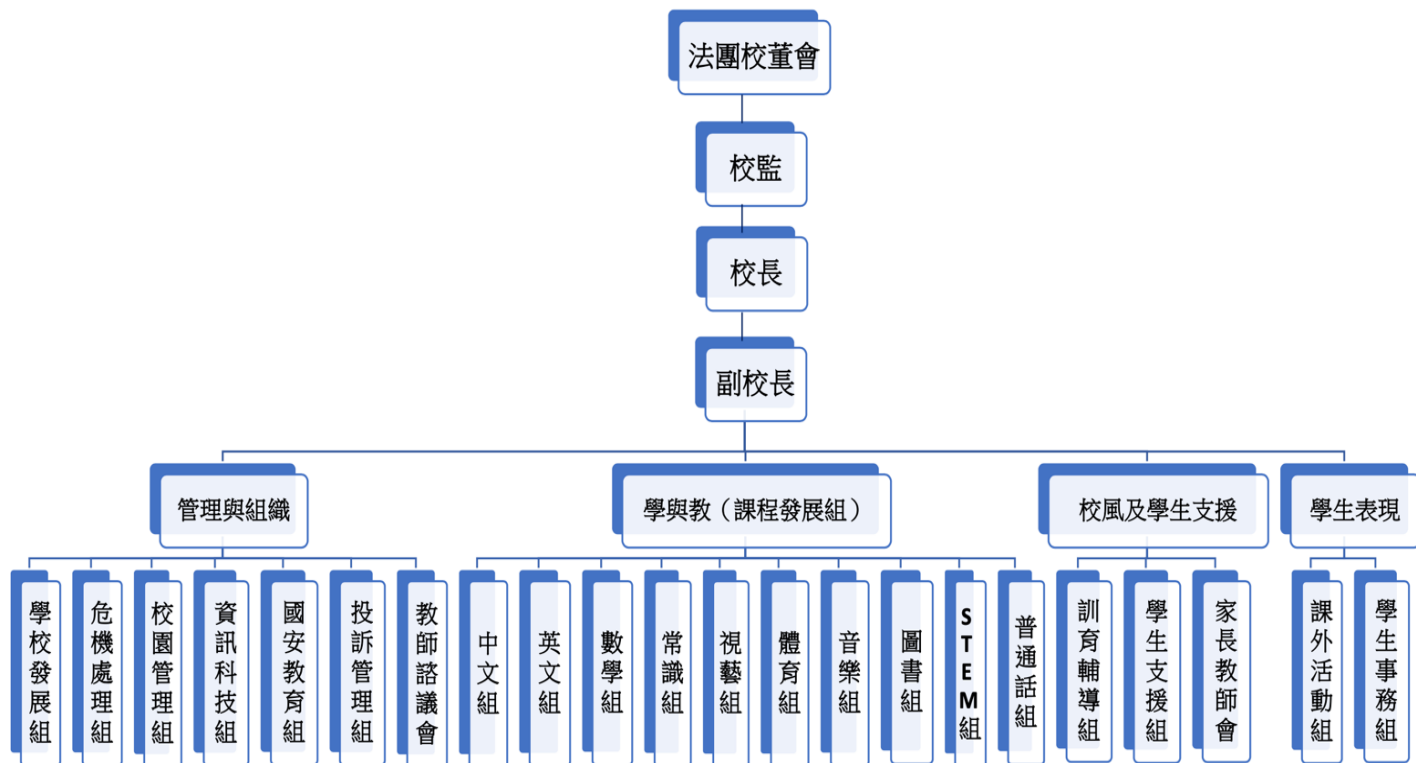 法團校董會
校監
校長
副校長
管理與組織
學與教（課程發展組）
校風及學生支援
學生表現
學校發展組
危機處理組
校園管理組
資訊科技組
國安教育組
投訴管理組
教師諮議會
中文組
英文組
數學組
常識組
視藝組
體育組
音樂組
圖書組
STEM組
普通話組
訓育輔導組
學生支援組
家長教師會
課外活動組
學生事務組